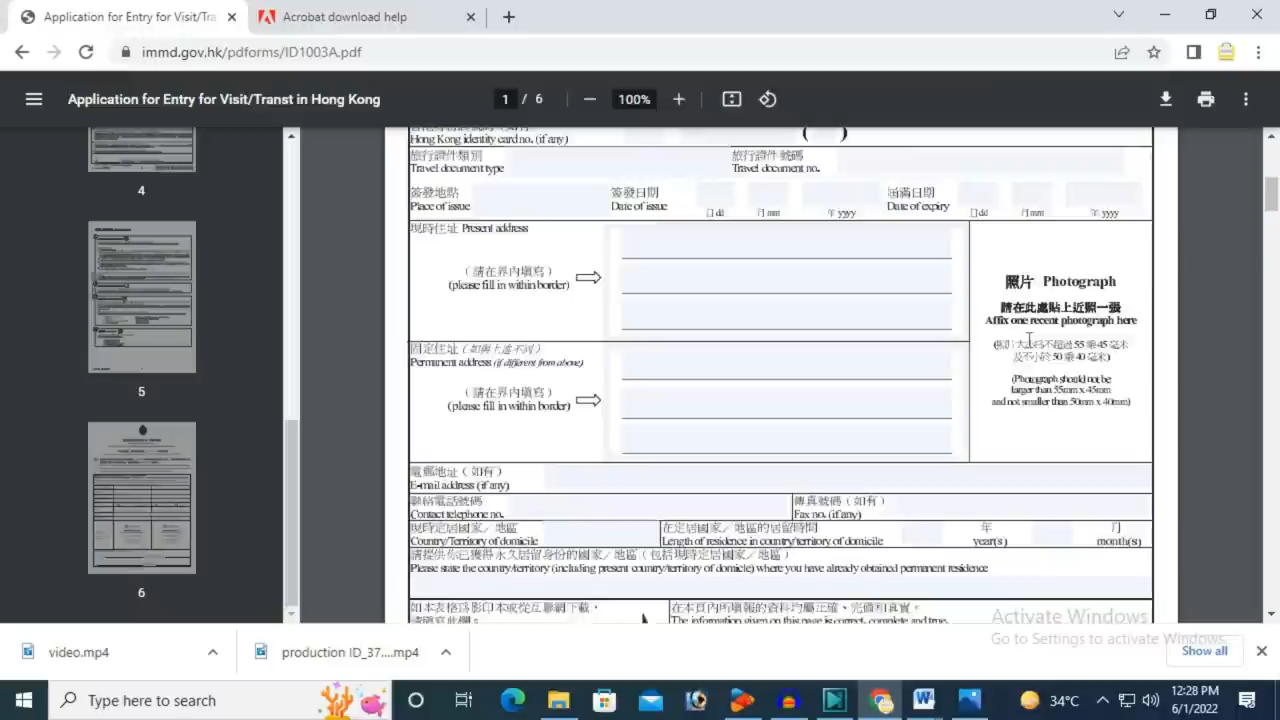 Application for Entry for Visit/Tra
Acrobat download help
immd.gov.hk/pdforms/ID1003A.pdf
Application for Entry for Visit/Transt in Hong Kong
1 / 6
100%
4
5
6
Hong Kong identity card no. (if any)
( )
旅行證件類別
旅行證件號碼
Travel document type
Travel document no.
簽發地點
簽發日期
屆滿日期
Place of issue
Date of issue
Date of expiry
日 dd
月 mm
年 yyyy
日 dd
月 mm
年 yyyy
現時住址 Present address
(請在界內填寫)
(please fill in within border)
照片 Photograph
請在此處貼上近照一張
Affix one recent photograph here
55 乘 45 毫米
及不小於 50 乘 40 毫米)
(Photograph should not be
larger than 55mm x 45mm
and not smaller than 50mm x 40mm)
固定住址 (如與上述不同)
Permanent address (if different from above)
(請在界內填寫)
(please fill in within border)
電郵地址 (如有)
E-mail address (if any)
聯絡電話號碼
傳真號碼 (如有)
Contact telephone no.
Fax no. (if any)
現時定居國家/地區
在定居國家/地區的居留時間
年
月
Country/Territory of domicile
Length of residence in country/territory of domicile
year(s)
month(s)
請提供你已獲得永久居留身份的國家/地區 (包括現時定居國家/地區)
Please state the country/territory (including present country/territory of domicle) where you have already obtained permanent residence
如本表格為影印本或從互聯網下載,
在本頁內所填報的資料均屬正確、完備和真實。
請填寫此欄。
The information given on this page is correct, complete and true.
Activate Windows
Go to Settings to activate Windows.
video.mp4
production ID_37....mp4
Show all
Type here to search
34°C
12:28 PM
6/1/2022